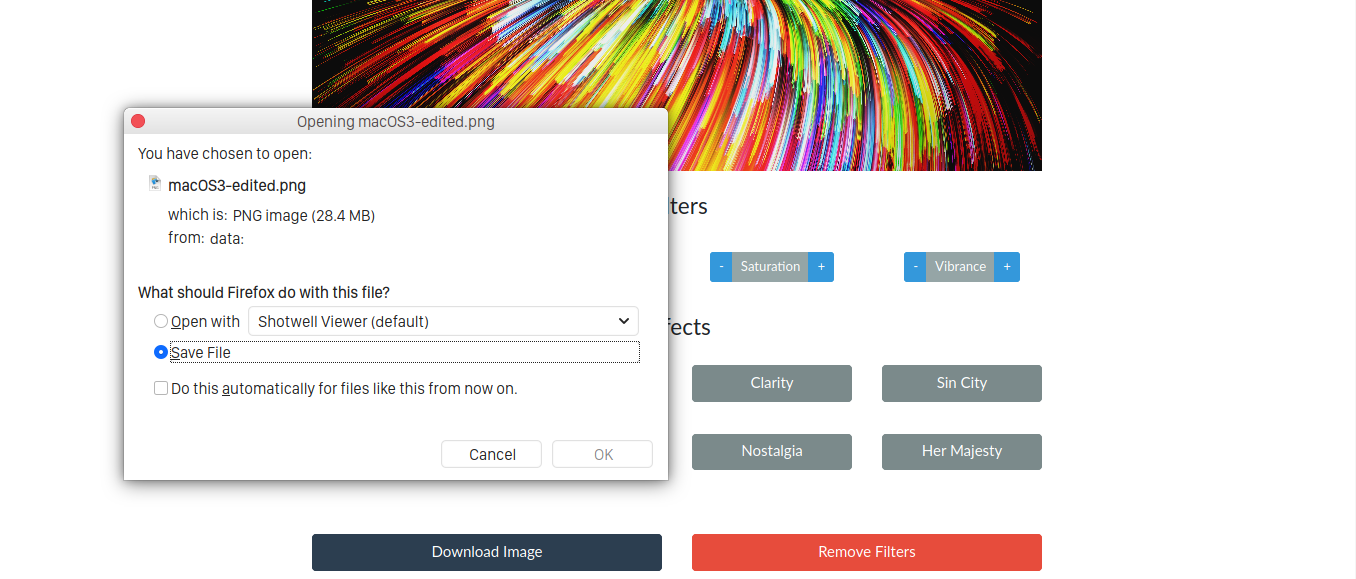 Opening macOS3-edited.png
You have chosen to open:
macOS3-edited.png
which is: PNG image (28.4 MB)
from: data:
What should Firefox do with this file?
Open with Shotwell Viewer (default)
Save File
Do this automatically for files like this from now on.
Cancel OK
lters
- Saturation + - Vibrance +
fects
Clarity Sin City
Nostalgia Her Majesty
Download Image Remove Filters